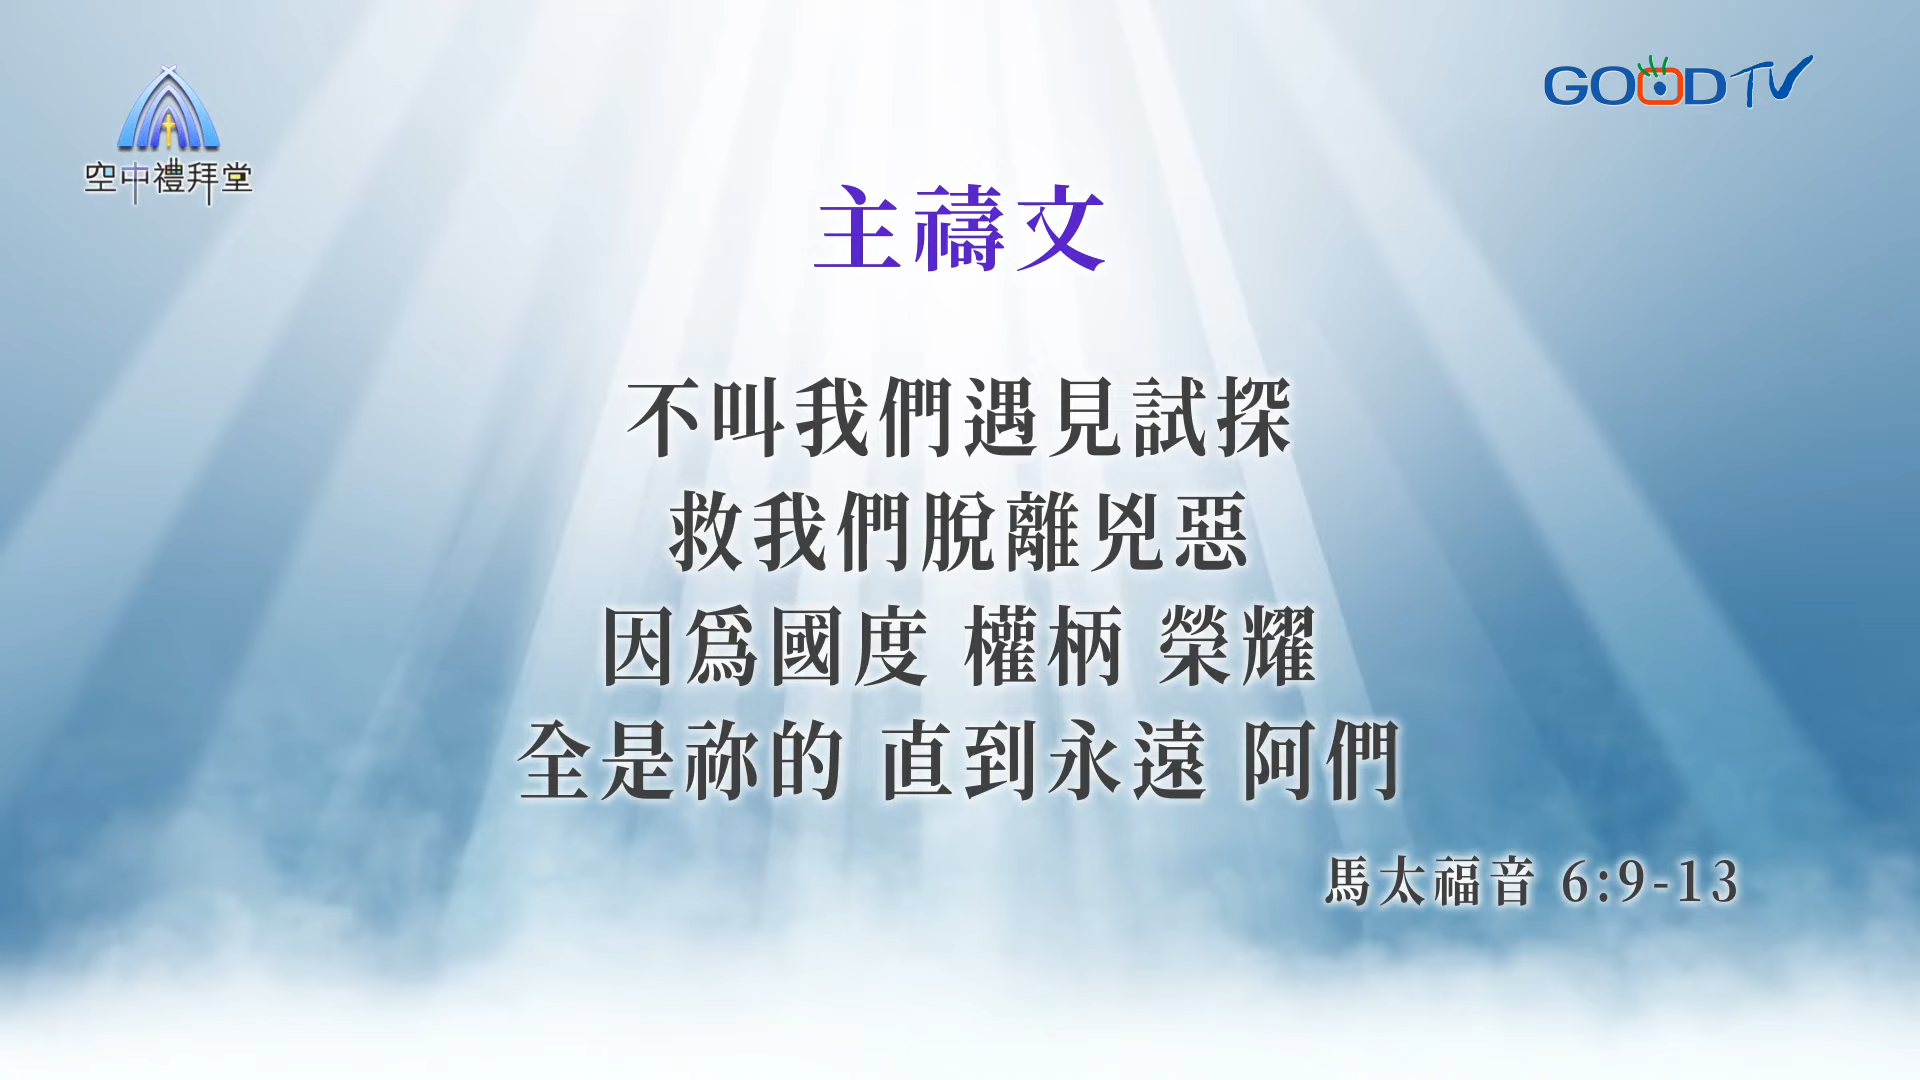 空中禮拜堂
GOOD TV
主禱文
不叫我們遇見試探
救我們脫離兇惡
因爲國度 權柄 榮耀
全是祢的 直到永遠 阿們
馬太福音 6:9-13